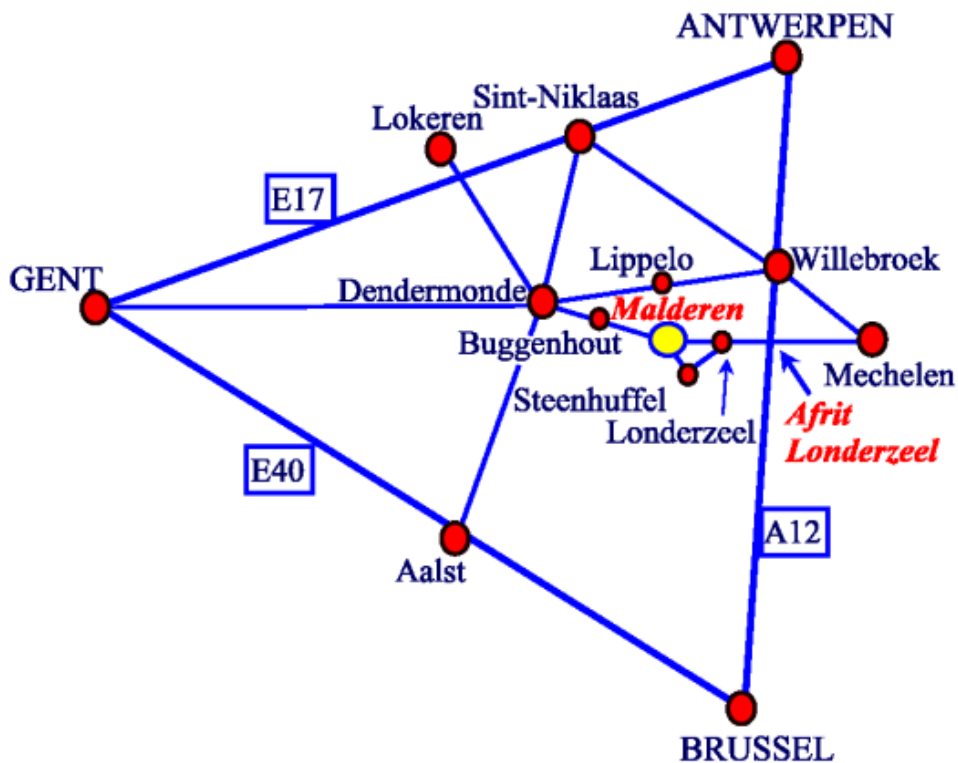 ANTWERPEN
Sint-Niklaas
Lokeren
E17
Lippelo
Willebroek
GENT
Dendermonde
Malderen
Buggenhout
Mechelen
Steenhuffel
Afrit
Londerzeel
Londerzeel
E40
A12
Aalst
BRUSSEL